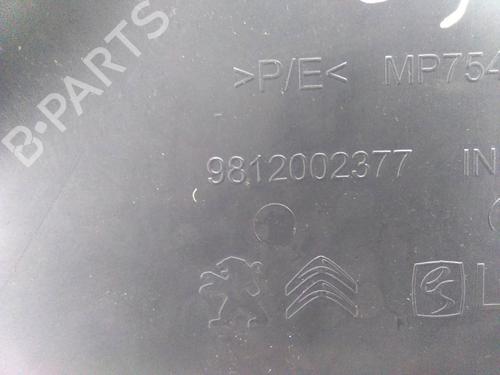 B-PARTS
>P/E< MP754
9812002377 IN
L